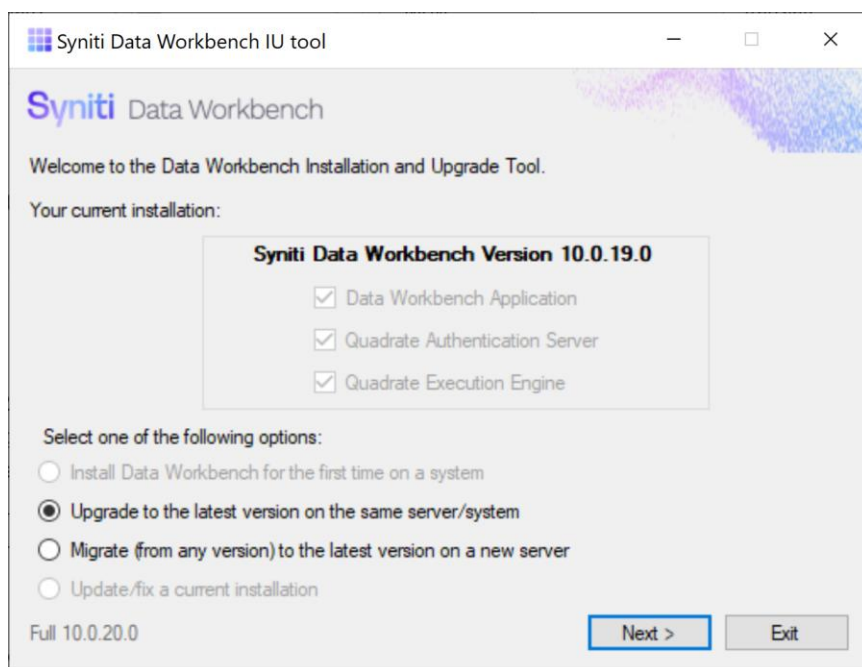 Syniti Data Workbench IU tool
Syniti Data Workbench
Welcome to the Data Workbench Installation and Upgrade Tool.
Your current installation:
Syniti Data Workbench Version 10.0.19.0
Data Workbench Application
Quadrate Authentication Server
Quadrate Execution Engine
Select one of the following options:
Install Data Workbench for the first time on a system
Upgrade to the latest version on the same server/system
Migrate (from any version) to the latest version on a new server
Update/fix a current installation
Full 10.0.20.0
Next >
Exit